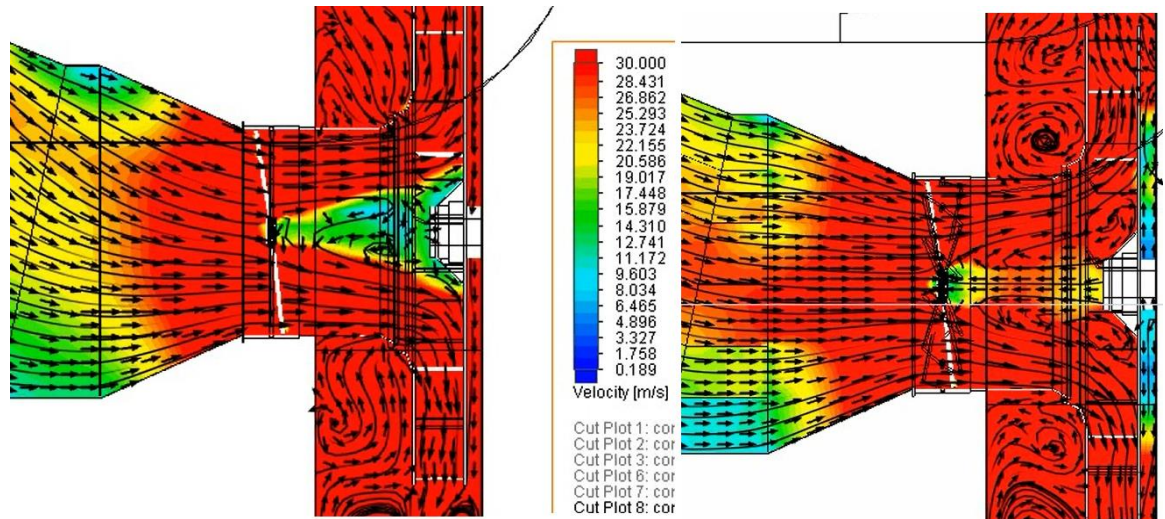 30.000
28.431
26.862
25.293
23.724
22.155
20.586
19.017
17.448
15.879
14.310
12.741
11.172
9.603
8.034
6.465
4.896
3.327
1.758
0.189
Velocity [m/s]
Cut Plot 1: cor
Cut Plot 2: cor
Cut Plot 3: cor
Cut Plot 6: cor
Cut Plot 7: cor
Cut Plot 8: cor